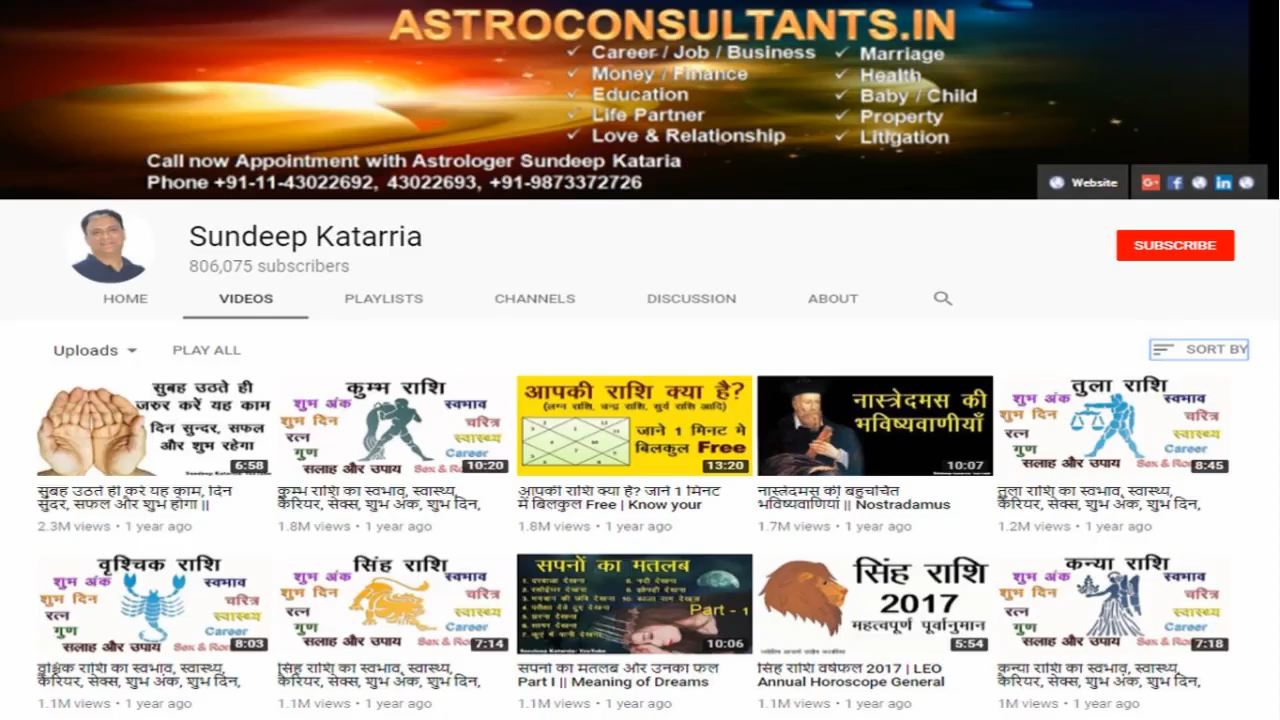 ASTROCONSULTANTS.IN
✓ Career / Job / Business ✓ Marriage
✓ Money / Finance ✓ Health
✓ Education ✓ Baby / Child
✓ Life Partner ✓ Property
✓ Love & Relationship ✓ Litigation
Call now Appointment with Astrologer Sundeep Kataria
Phone +91-11-43022692, 43022693, +91-9873372726
Website
Sundeep Katarria
806,075 subscribers
SUBSCRIBE
HOME VIDEOS PLAYLISTS CHANNELS DISCUSSION ABOUT
Uploads PLAY ALL SORT BY
सुबह उठते ही
जरुर करें यह काम
दिन सुन्दर, सफल
और शुभ रहेगा
6:58
सुबह उठते ही करें यह काम, दिन
सुंदर, सफल और शुभ होगा ||
2.3M views • 1 year ago
कुम्भ राशि
शुभ अंक स्वभाव
शुभ दिन चरित्र
रत्न स्वास्थ्य
गुण Career
सलाह और उपाय
10:20
कुम्भ राशि का स्वभाव, स्वास्थ्य,
कैरियर, सेक्स, शुभ अंक, शुभ दिन,
1.8M views • 1 year ago
आपकी राशि क्या है?
(लग्न राशि, चन्द्र राशि, सुर्य राशि आदि)
जाने 1 मिनट मे
बिलकुल Free
13:20
आपकी राशि क्या है? जाने 1 मिनट
में बिलकुल Free | Know your
1.8M views • 1 year ago
नास्त्रेदमस की
भविष्यवाणीयाँ
10:07
नास्त्रेदमस की बहुचर्चित
भविष्यवाणियां || Nostradamus
1.7M views • 1 year ago
तुला राशि
शुभ अंक स्वभाव
शुभ दिन चरित्र
रत्न स्वास्थ्य
गुण Career
सलाह और उपाय
8:45
तुला राशि का स्वभाव, स्वास्थ्य,
कैरियर, सेक्स, शुभ अंक, शुभ दिन,
1.2M views • 1 year ago
वृश्चिक राशि
शुभ अंक स्वभाव
शुभ दिन चरित्र
रत्न स्वास्थ्य
गुण Career
सलाह और उपाय
8:03
वृश्चिक राशि का स्वभाव, स्वास्थ्य,
कैरियर, सेक्स, शुभ अंक, शुभ दिन,
1.1M views • 1 year ago
सिंह राशि
शुभ अंक स्वभाव
शुभ दिन चरित्र
रत्न स्वास्थ्य
गुण Career
सलाह और उपाय
7:14
सिंह राशि का स्वभाव, स्वास्थ्य,
कैरियर, सेक्स, शुभ अंक, शुभ दिन,
1.1M views • 1 year ago
सपनों का मतलब
Part - 1
10:06
सपनों का मतलब और उनका फल
Part I || Meaning of Dreams
1.1M views • 1 year ago
सिंह राशि
2017
महत्वपूर्ण पूर्वानुमान
5:54
सिंह राशि वर्षफल 2017 | LEO
Annual Horoscope General
1.1M views • 1 year ago
कन्या राशि
शुभ अंक स्वभाव
शुभ दिन चरित्र
रत्न स्वास्थ्य
गुण Career
सलाह और उपाय
7:18
कन्या राशि का स्वभाव, स्वास्थ्य,
कैरियर, सेक्स, शुभ अंक, शुभ दिन,
1M views • 1 year ago